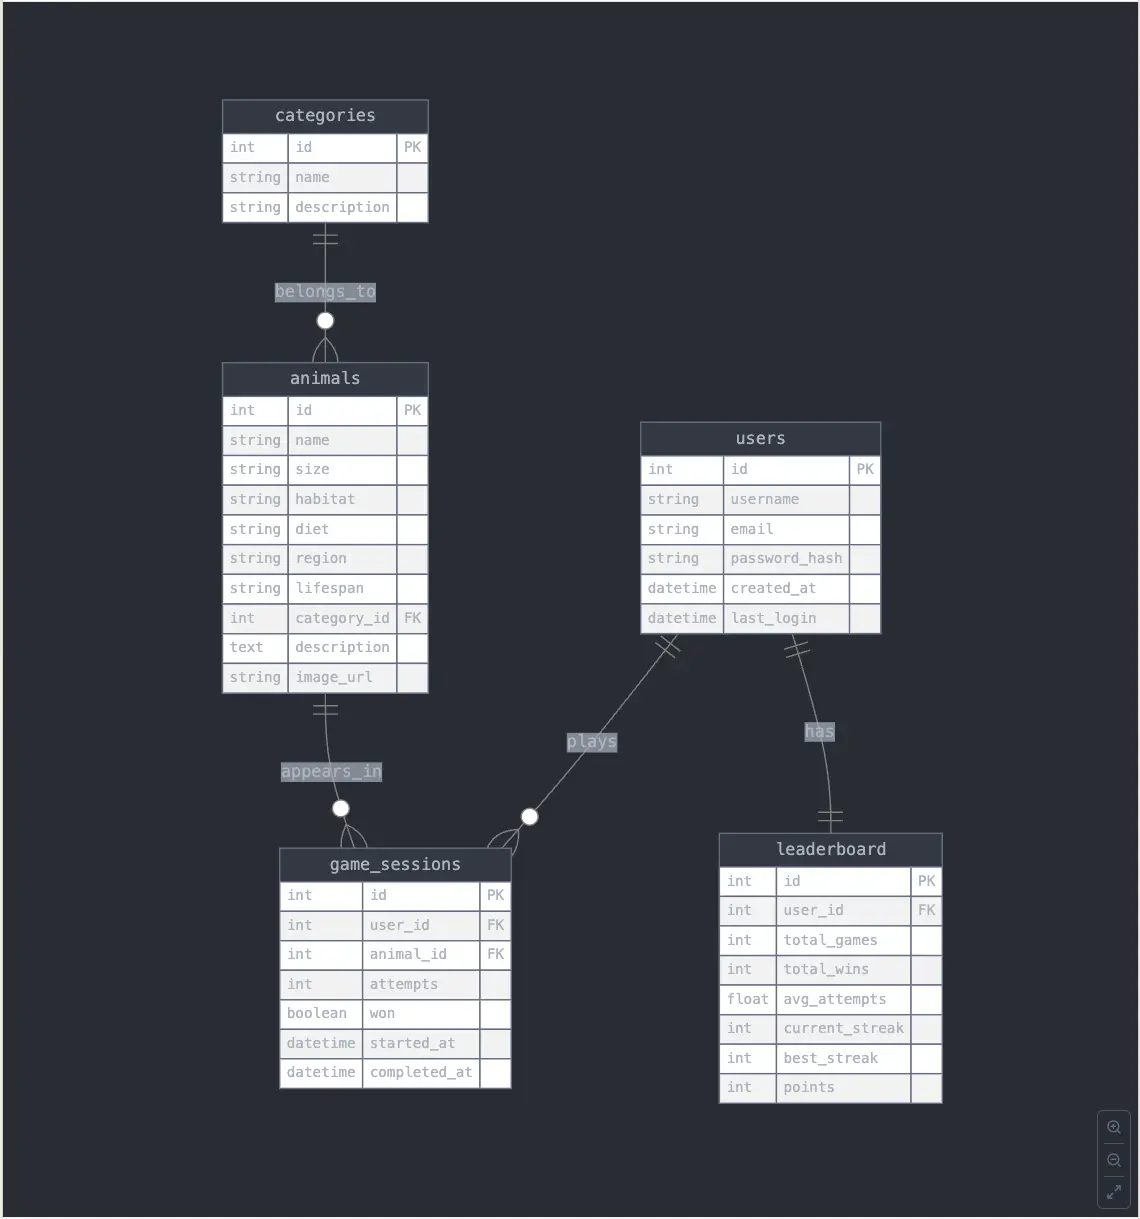 categories
int id PK
string name
string description
belongs_to
animals
int id PK
string name
string size
string habitat
string diet
string region
string lifespan
int category_id FK
text description
string image_url
users
int id PK
string username
string email
string password_hash
datetime created_at
datetime last_login
plays
has
appears_in
game_sessions
int id PK
int user_id FK
int animal_id FK
int attempts
boolean won
datetime started_at
datetime completed_at
leaderboard
int id PK
int user_id FK
int total_games
int total_wins
float avg_attempts
int current_streak
int best_streak
int points